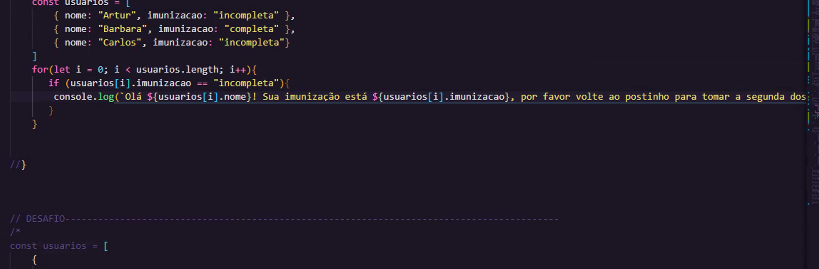 const usuarios = [
{ nome: "Artur", imunizacao: "incompleta" },
{ nome: "Barbara", imunizacao: "completa" },
{ nome: "Carlos", imunizacao: "incompleta"}
]
for(let i = 0; i < usuarios.length; i++){
if (usuarios[i].imunizacao == "incompleta"){
console.log(`Olá ${usuarios[i].nome}! Sua imunização está ${usuarios[i].imunizacao}, por favor volte ao postinho para tomar a segunda dos
}
}
//}
// DESAFIO------------------------------------------------------------------------------------------
/*
const usuarios = [
{